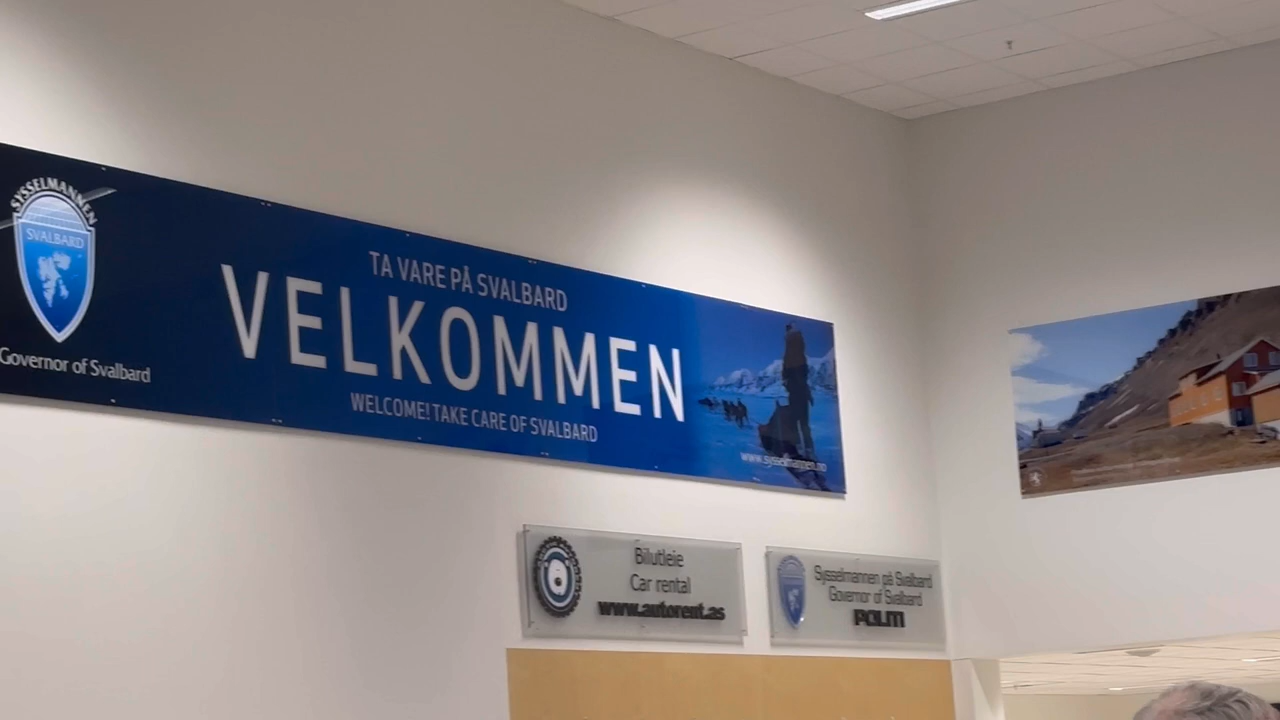 SYSSELMANNEN
SVALBARD
Governor of Svalbard
TA VARE PÅ SVALBARD
VELKOMMEN
WELCOME! TAKE CARE OF SVALBARD
www.sysselmannen.no
Bilutleie
Car rental
www.autorent.as
Sysselmannen på Svalbard
Governor of Svalbard
POLITI